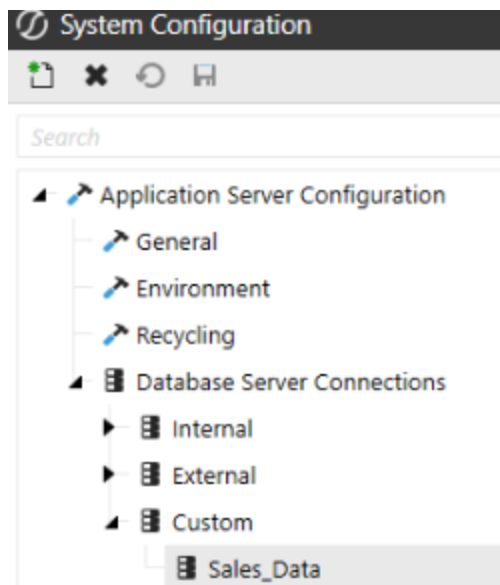 System Configuration
Search
Application Server Configuration
General
Environment
Recycling
Database Server Connections
Internal
External
Custom
Sales_Data